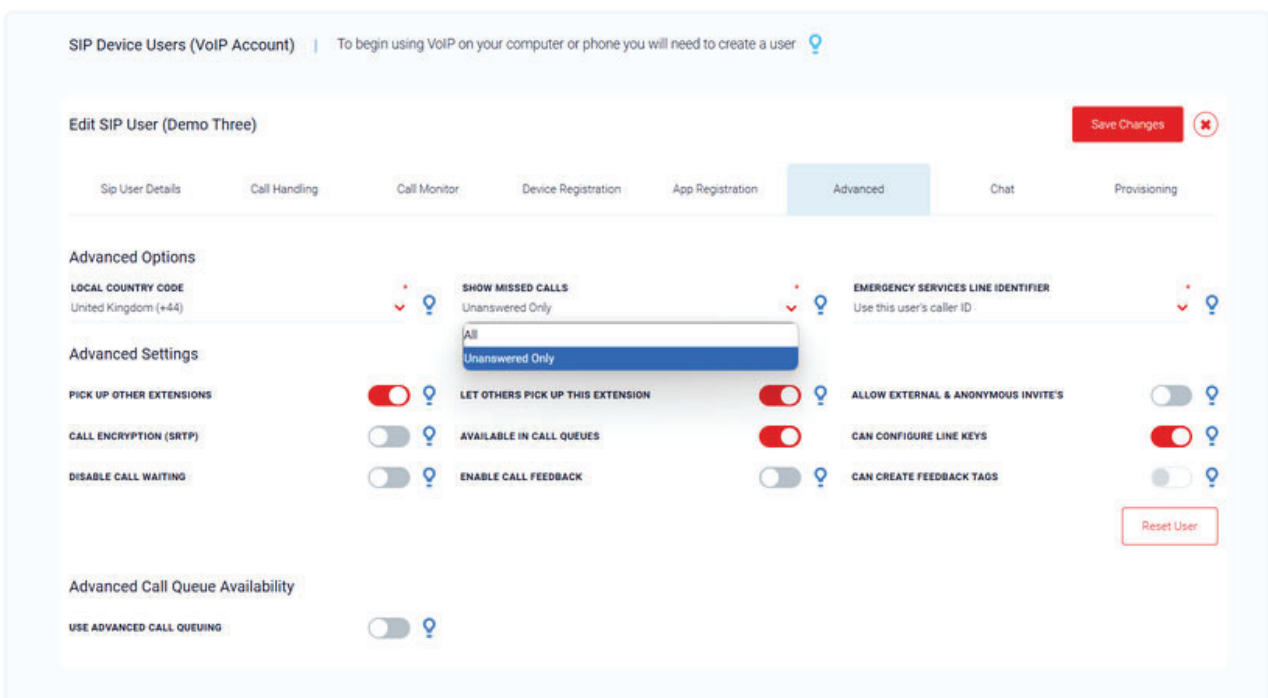 SIP Device Users (VoIP Account) | To begin using VoIP on your computer or phone you will need to create a user
Edit SIP User (Demo Three)
Save Changes
Sip User Details Call Handling Call Monitor Device Registration App Registration Advanced Chat Provisioning
Advanced Options
LOCAL COUNTRY CODE * SHOW MISSED CALLS * EMERGENCY SERVICES LINE IDENTIFIER *
United Kingdom (+44) Unanswered Only Use this user's caller ID
All
Unanswered Only
Advanced Settings
PICK UP OTHER EXTENSIONS LET OTHERS PICK UP THIS EXTENSION ALLOW EXTERNAL & ANONYMOUS INVITE'S
CALL ENCRYPTION (SRTP) AVAILABLE IN CALL QUEUES CAN CONFIGURE LINE KEYS
DISABLE CALL WAITING ENABLE CALL FEEDBACK CAN CREATE FEEDBACK TAGS
Reset User
Advanced Call Queue Availability
USE ADVANCED CALL QUEUING